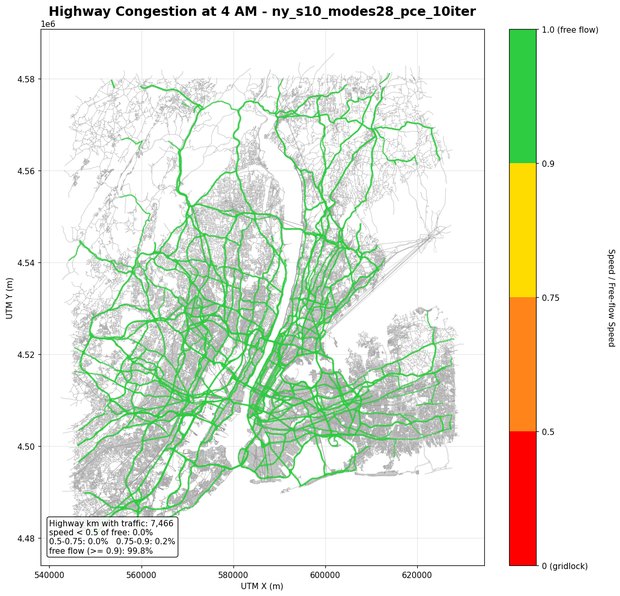 Highway Congestion at 4 AM - ny_s10_modes28_pce_10iter
1e6
4.58
4.56
4.54
4.52
4.50
4.48
UTM Y (m)
540000
560000
580000
600000
620000
UTM X (m)
Highway km with traffic: 7,466
speed < 0.5 of free: 0.0%
0.5-0.75: 0.0%   0.75-0.9: 0.2%
free flow (>= 0.9): 99.8%
1.0 (free flow)
0.9
0.75
0.5
0 (gridlock)
Speed / Free-flow Speed